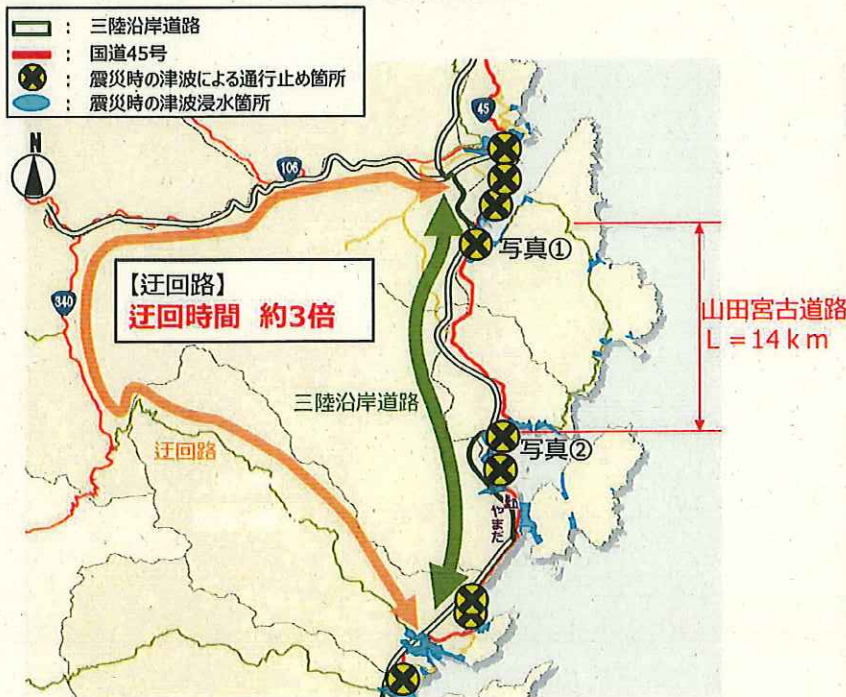 : 三陸沿岸道路
: 国道45号
: 震災時の津波による通行止め箇所
: 震災時の津波浸水箇所
N
45
106
写真①
【迂回路】
迂回時間 約3倍
340
山田宮古道路
L=14km
三陸沿岸道路
迂回路
写真②
やまだ